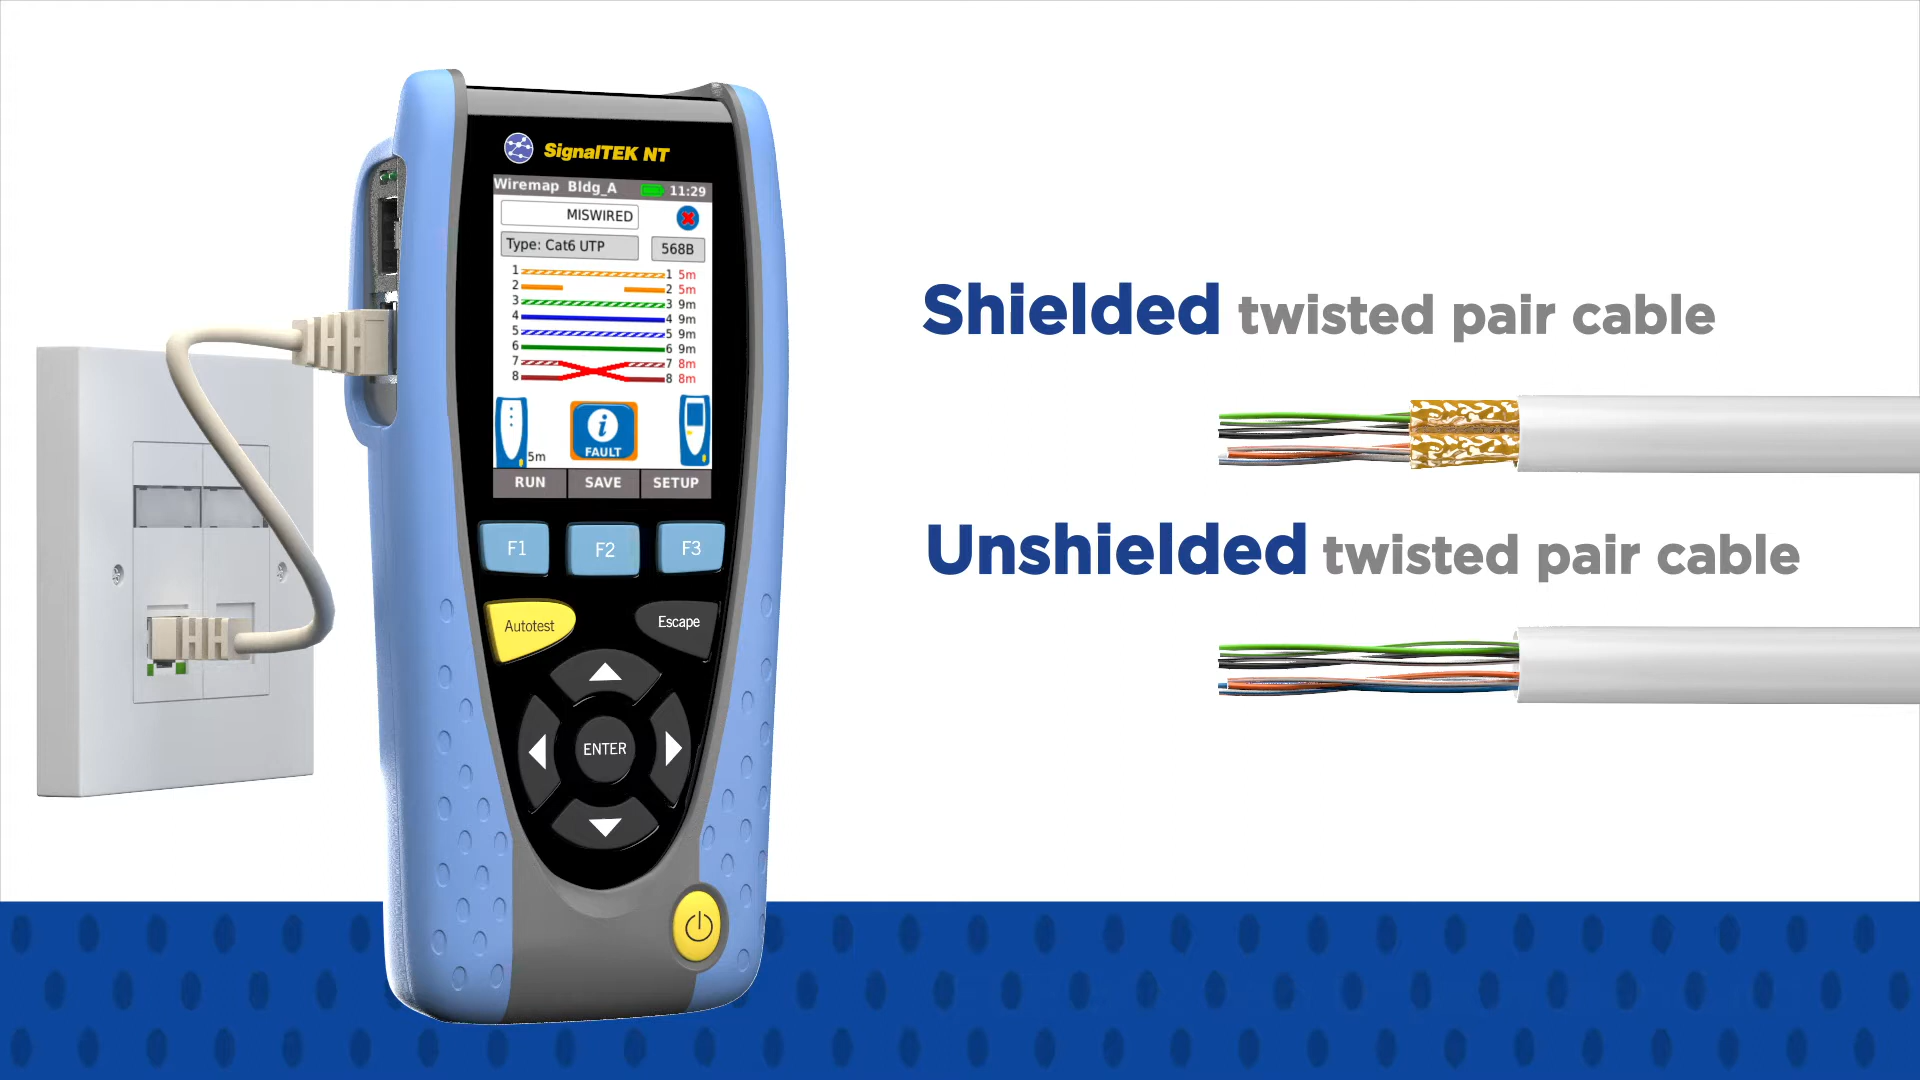 SignalTEK NT
Wiremap Bldg_A 11:29
MISWIRED
Type: Cat6 UTP 568B
1 1 5m
2 2 5m
3 3 9m
4 4 9m
5 5 9m
6 6 9m
7 7 8m
8 8 8m
i
5m FAULT
RUN SAVE SETUP
F1 F2 F3
Autotest Escape
ENTER
Shielded twisted pair cable
Unshielded twisted pair cable